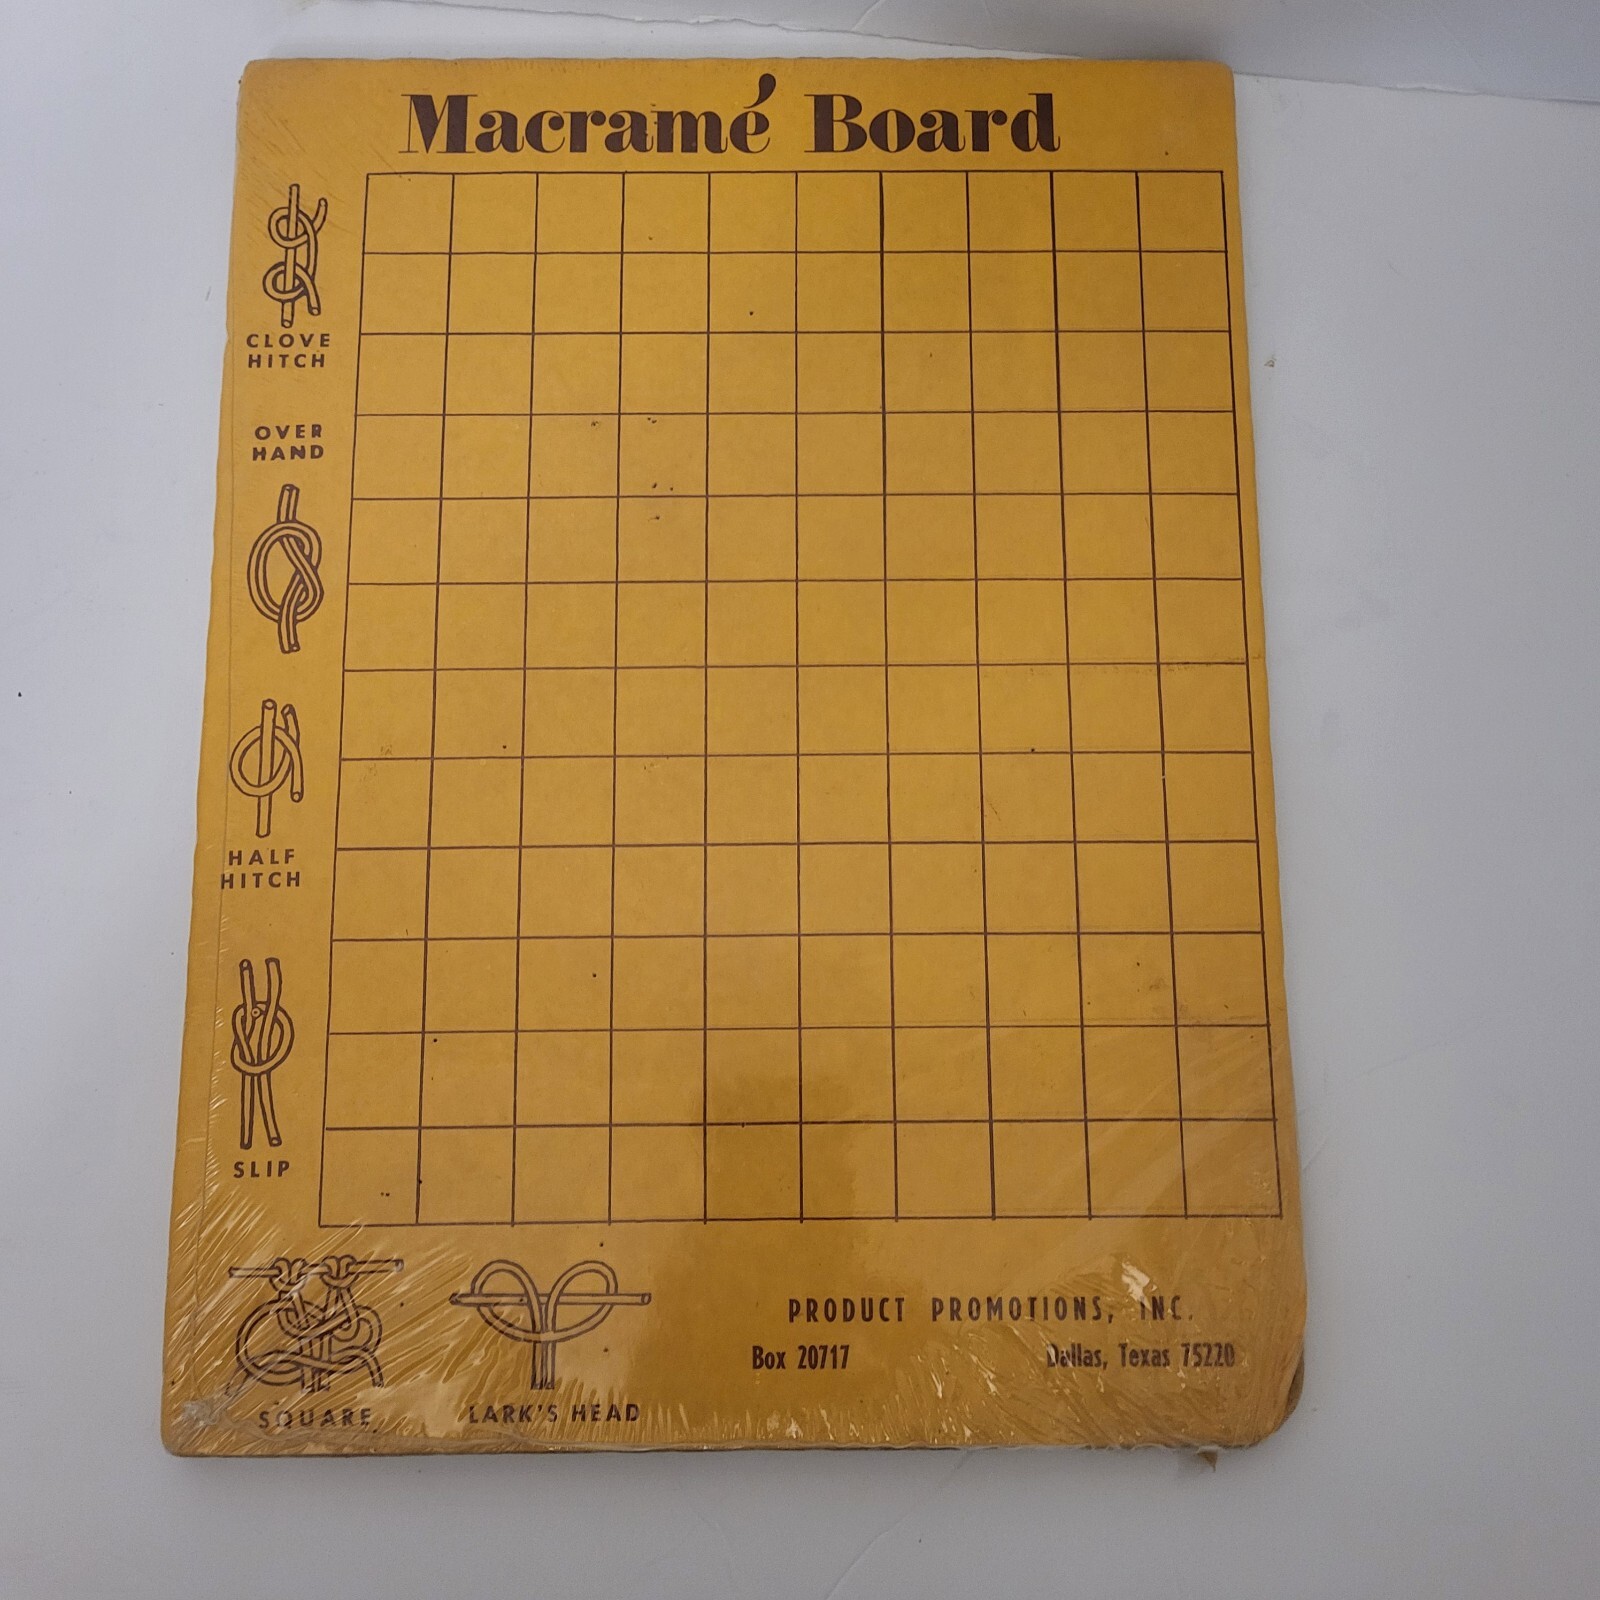 Macramé Board
CLOVE
HITCH
OVER
HAND
HALF
HITCH
SLIP
SQUARE
LARK'S HEAD
PRODUCT PROMOTIONS, INC.
Box 20717
Dallas, Texas 75220